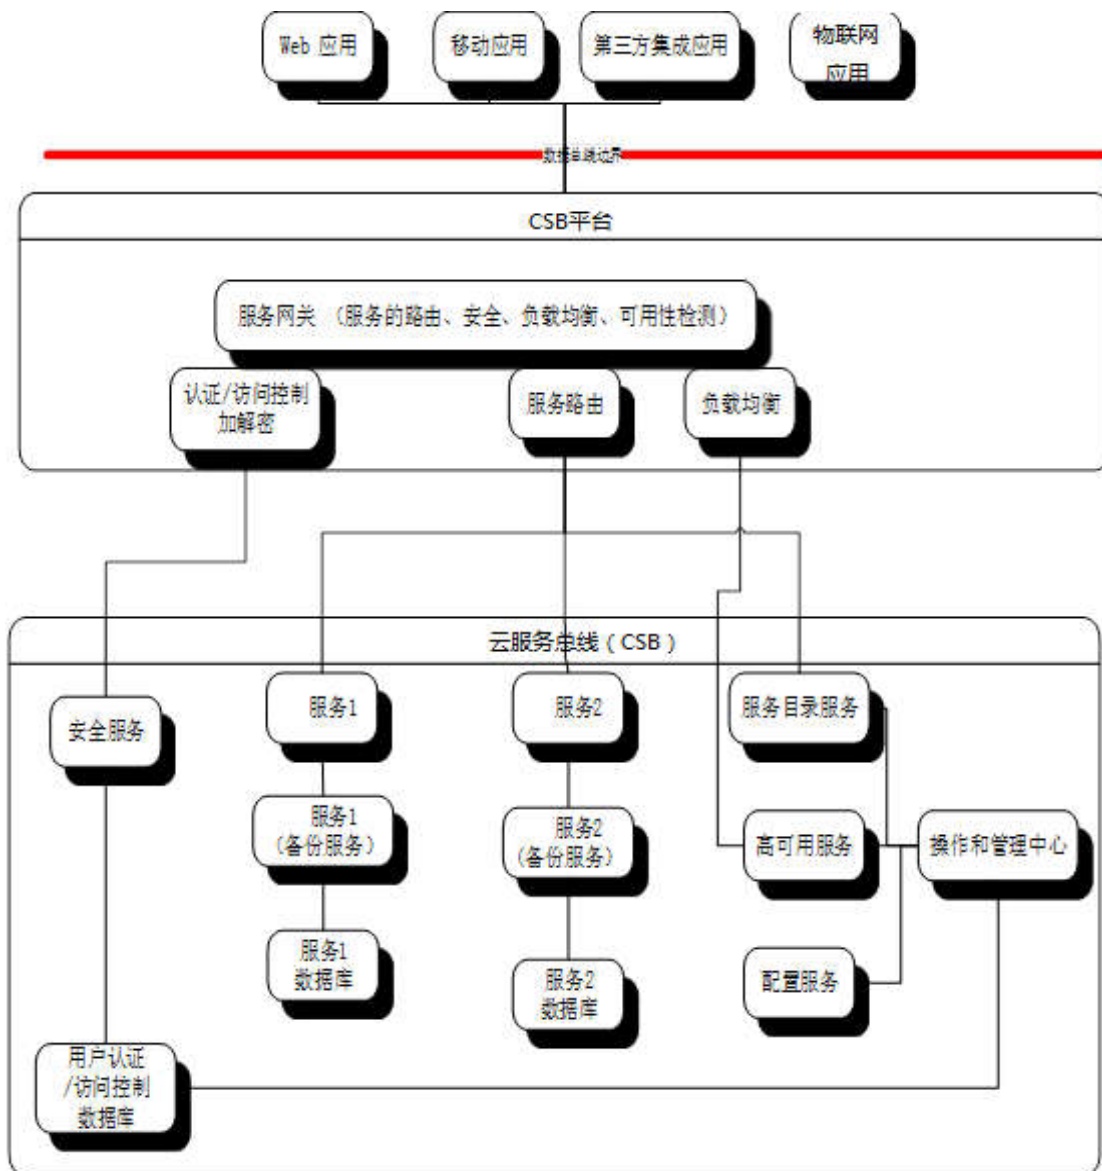 Web 应用
移动应用
第三方集成应用
物联网
应用
数据总线边界
CSB平台
服务网关 （服务的路由、安全、负载均衡、可用性检测）
认证/访问控制
加解密
服务路由
负载均衡
云服务总线（CSB）
安全服务
服务1
服务2
服务目录服务
服务1
（备份服务）
服务2
（备份服务）
高可用服务
操作和管理中心
服务1
数据库
服务2
数据库
配置服务
用户认证
/访问控制
数据库